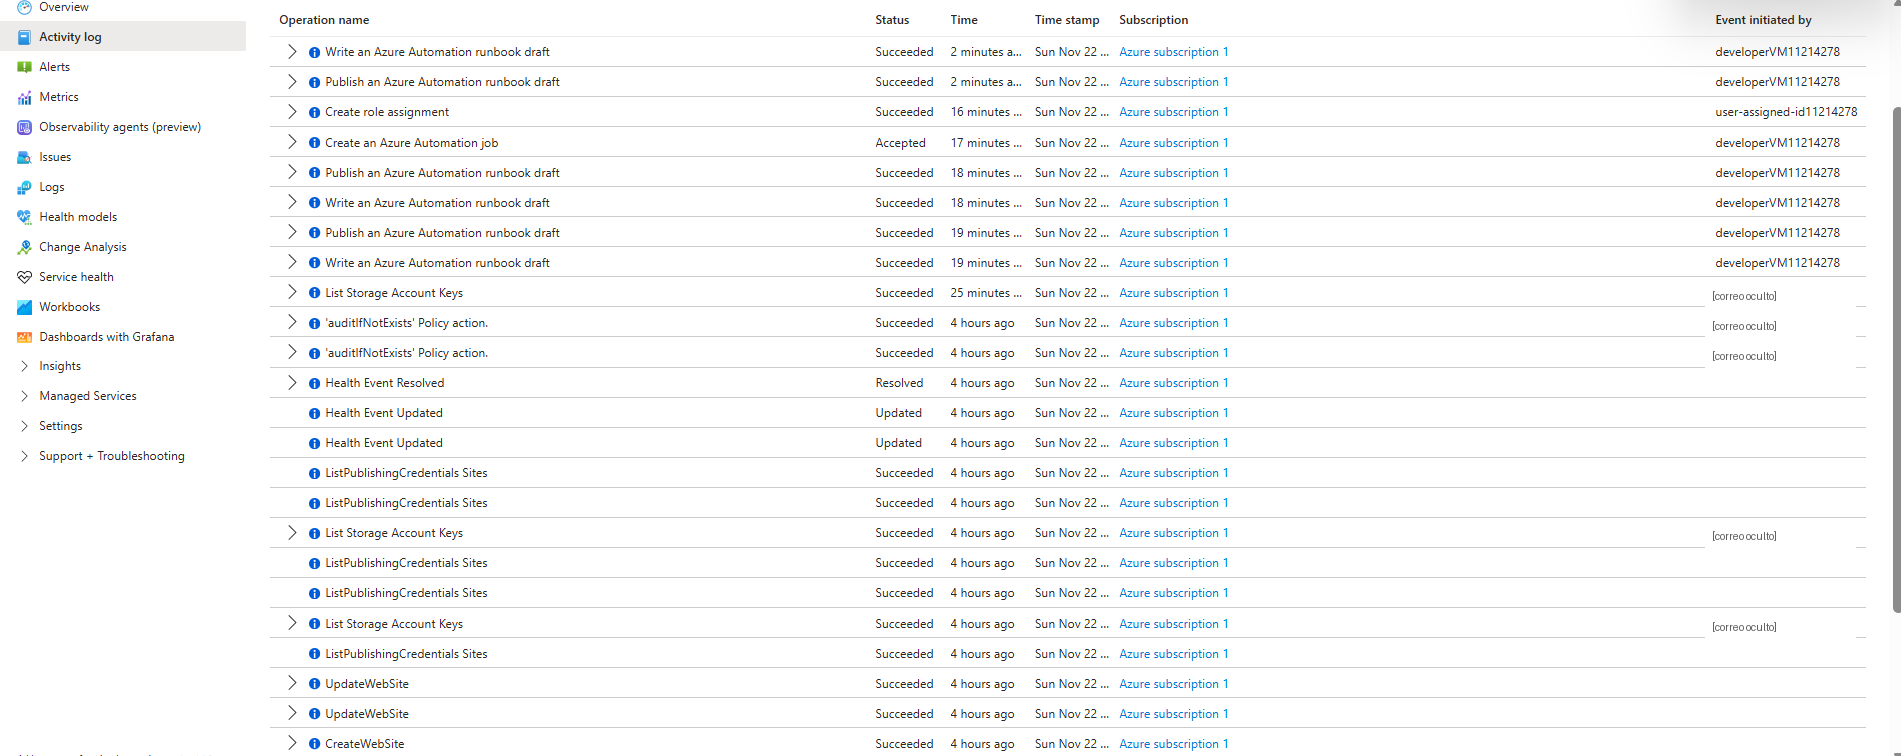 Overview
Activity log
Alerts
Metrics
Observability agents (preview)
Issues
Logs
Health models
Change Analysis
Service health
Workbooks
Dashboards with Grafana
Insights
Managed Services
Settings
Support + Troubleshooting
Operation name Status Time Time stamp Subscription Event initiated by
Write an Azure Automation runbook draft Succeeded 2 minutes a... Sun Nov 22 ... Azure subscription 1 developerVM11214278
Publish an Azure Automation runbook draft Succeeded 2 minutes a... Sun Nov 22 ... Azure subscription 1 developerVM11214278
Create role assignment Succeeded 16 minutes ... Sun Nov 22 ... Azure subscription 1 user-assigned-id11214278
Create an Azure Automation job Accepted 17 minutes ... Sun Nov 22 ... Azure subscription 1 developerVM11214278
Publish an Azure Automation runbook draft Succeeded 18 minutes ... Sun Nov 22 ... Azure subscription 1 developerVM11214278
Write an Azure Automation runbook draft Succeeded 18 minutes ... Sun Nov 22 ... Azure subscription 1 developerVM11214278
Publish an Azure Automation runbook draft Succeeded 19 minutes ... Sun Nov 22 ... Azure subscription 1 developerVM11214278
Write an Azure Automation runbook draft Succeeded 19 minutes ... Sun Nov 22 ... Azure subscription 1 developerVM11214278
List Storage Account Keys Succeeded 25 minutes ... Sun Nov 22 ... Azure subscription 1 [correo oculto]
'auditIfNotExists' Policy action. Succeeded 4 hours ago Sun Nov 22 ... Azure subscription 1 [correo oculto]
'auditIfNotExists' Policy action. Succeeded 4 hours ago Sun Nov 22 ... Azure subscription 1 [correo oculto]
Health Event Resolved Resolved 4 hours ago Sun Nov 22 ... Azure subscription 1
Health Event Updated Updated 4 hours ago Sun Nov 22 ... Azure subscription 1
Health Event Updated Updated 4 hours ago Sun Nov 22 ... Azure subscription 1
ListPublishingCredentials Sites Succeeded 4 hours ago Sun Nov 22 ... Azure subscription 1
ListPublishingCredentials Sites Succeeded 4 hours ago Sun Nov 22 ... Azure subscription 1
List Storage Account Keys Succeeded 4 hours ago Sun Nov 22 ... Azure subscription 1 [correo oculto]
ListPublishingCredentials Sites Succeeded 4 hours ago Sun Nov 22 ... Azure subscription 1
ListPublishingCredentials Sites Succeeded 4 hours ago Sun Nov 22 ... Azure subscription 1
List Storage Account Keys Succeeded 4 hours ago Sun Nov 22 ... Azure subscription 1 [correo oculto]
ListPublishingCredentials Sites Succeeded 4 hours ago Sun Nov 22 ... Azure subscription 1
UpdateWebSite Succeeded 4 hours ago Sun Nov 22 ... Azure subscription 1
UpdateWebSite Succeeded 4 hours ago Sun Nov 22 ... Azure subscription 1
CreateWebSite Succeeded 4 hours ago Sun Nov 22 ... Azure subscription 1